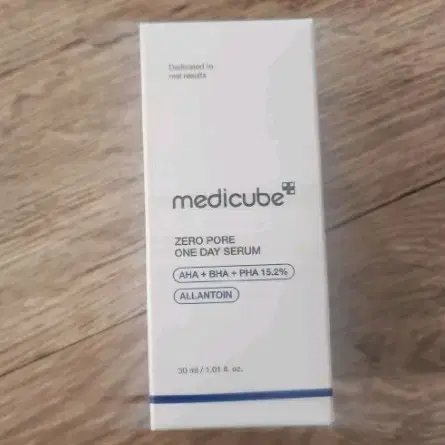 Dedicated to
real results
medicube
ZERO PORE
ONE DAY SERUM
AHA + BHA + PHA 15.2%
ALLANTOIN
30 ml / 1.01 fl. oz.